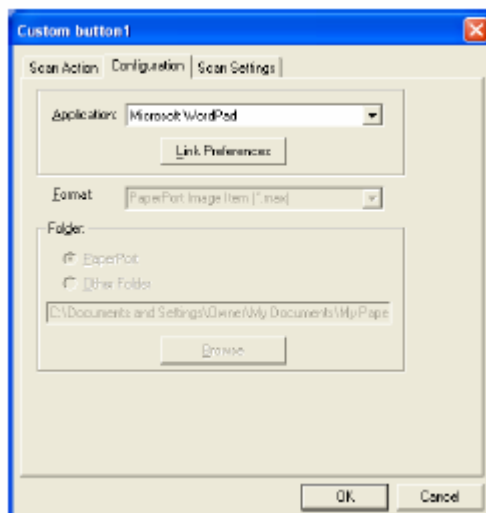 Custom button1
Scan Action Configuration Scan Settings
Application: Microsoft WordPad
Link Preferences
Format PaperPort Image Item (*.max)
Folder:
PaperPort
Other Folder
C:\Documents and Settings\Owner\My Documents\My Pape
Browse
OK Cancel